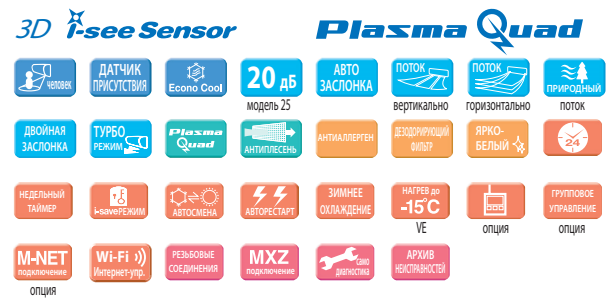 3D i-see Sensor
Plasma Quad
человек
ДАТЧИК
ПРИСУТСТВИЯ
Econo Cool
20 дБ
модель 25
АВТО
ЗАСЛОНКА
ПОТОК
вертикально
ПОТОК
горизонтально
ПРИРОДНЫЙ
поток
ДВОЙНАЯ
ЗАСЛОНКА
ТУРБО
РЕЖИМ
Plasma
Quad
АНТИПЛЕСЕНЬ
АНТИАЛЛЕРГЕН
ДЕЗОДОРИРУЮЩИЙ
ФИЛЬТР
ЯРКО-
БЕЛЫЙ
24
НЕДЕЛЬНЫЙ
ТАЙМЕР
i-saveРЕЖИМ
АВТОСМЕНА
АВТОРЕСТАРТ
ЗИМНЕЕ
ОХЛАЖДЕНИЕ
НАГРЕВ до
-15°C
VE
опция
ГРУППОВОЕ
УПРАВЛЕНИЕ
опция
M-NET
подключение
опция
Wi-Fi
Интернет-упр.
РЕЗЬБОВЫЕ
СОЕДИНЕНИЯ
MXZ
подключение
Само
диагностика
АРХИВ
НЕИСПРАВНОСТЕЙ